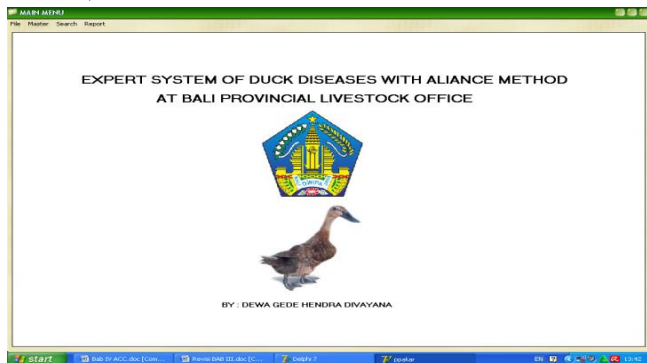 MAIN MENU
File Master Search Report
EXPERT SYSTEM OF DUCK DISEASES WITH ALIANCE METHOD
AT BALI PROVINCIAL LIVESTOCK OFFICE
BY : DEWA GEDE HENDRA DIVAYANA
start Bab IV ACC.doc [Com... Revisi BAB III.doc [C... Delphi 7 ppakar EN 13:42